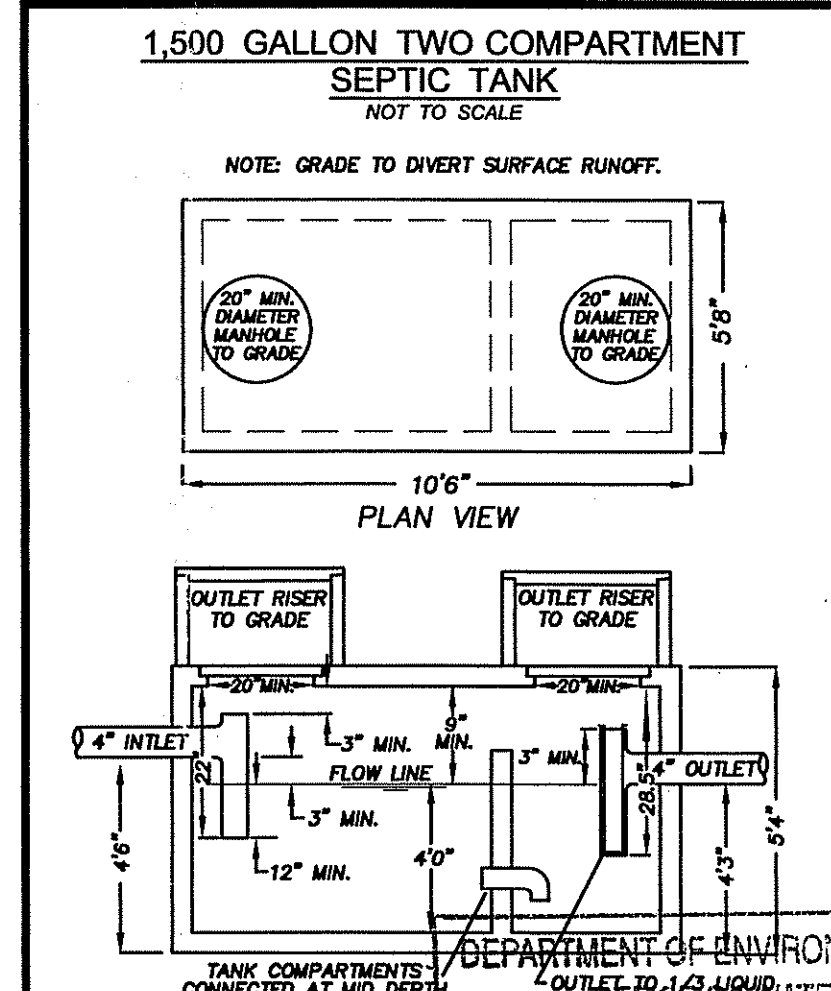 1,500 GALLON TWO COMPARTMENT
SEPTIC TANK
NOT TO SCALE
NOTE: GRADE TO DIVERT SURFACE RUNOFF.
20" MIN.
DIAMETER
MANHOLE
TO GRADE
20" MIN.
DIAMETER
MANHOLE
TO GRADE
5'8"
10'6"
PLAN VIEW
OUTLET RISER
TO GRADE
OUTLET RISER
TO GRADE
20" MIN.
20" MIN.
4" INTLET
22"
3" MIN.
9"
MIN.
3" MIN.
4" OUTLET
28.5"
FLOW LINE
3" MIN.
12" MIN.
4'6"
4'0"
4'3"
5'4"
DEPARTMENT OF ENVIRO
TANK COMPARTMENTS
CONNECTED AT MID DEPTH
OUTLET TO 1/3 LIQUID